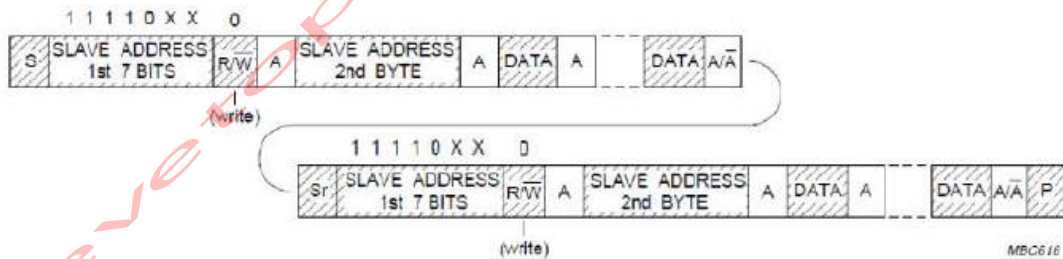 1 1 1 1 0 X X 0
S SLAVE ADDRESS 1st 7 BITS R/W̅ A SLAVE ADDRESS 2nd BYTE A DATA A DATA A/A̅
(write)
1 1 1 1 0 X X 0
Sr SLAVE ADDRESS 1st 7 BITS R/W̅ A SLAVE ADDRESS 2nd BYTE A DATA A DATA A/A̅ P
(write)
MBC616